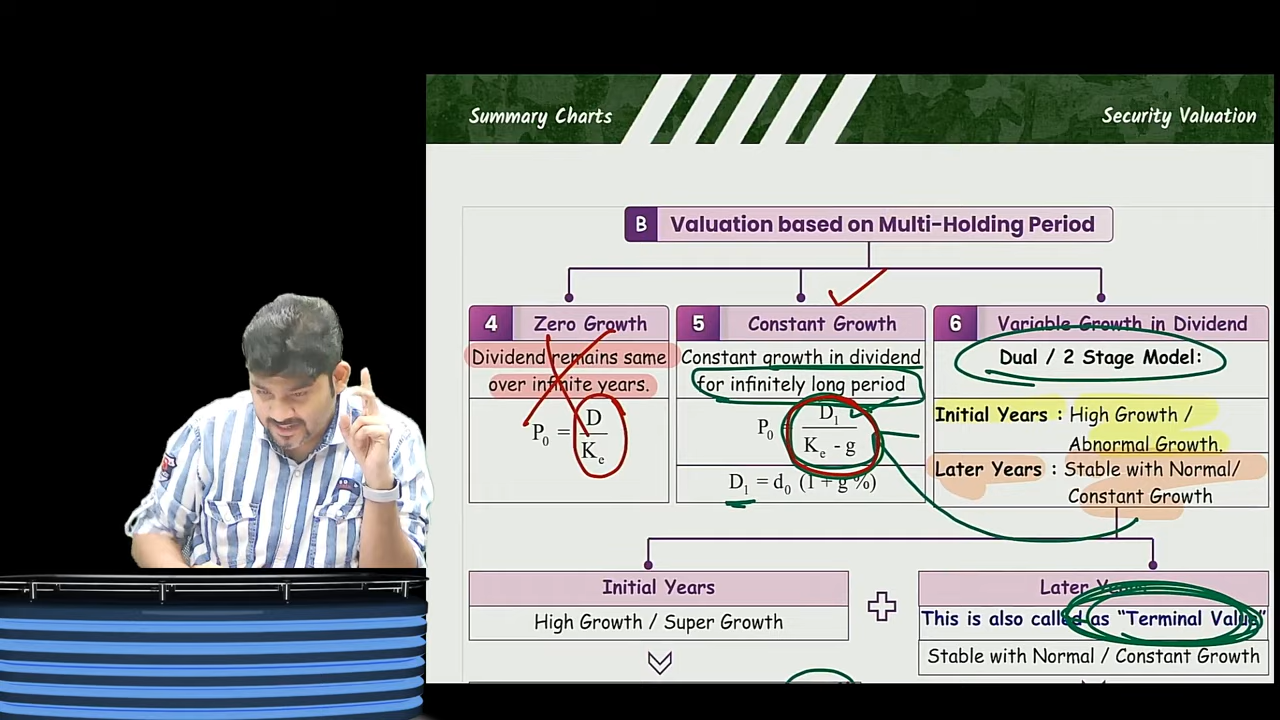 Summary Charts
Security Valuation
B Valuation based on Multi-Holding Period
4 Zero Growth
Dividend remains same
over infinite years.
P₀ = D / Kₑ
5 Constant Growth
Constant growth in dividend
for infinitely long period
P₀ = D₁ / Kₑ - g
D₁ = d₀ (1 + g %)
6 Variable Growth in Dividend
Dual / 2 Stage Model:
Initial Years : High Growth /
Abnormal Growth.
Later Years : Stable with Normal/
Constant Growth
Initial Years
High Growth / Super Growth
Later Years
This is also called as “Terminal Value”
Stable with Normal / Constant Growth